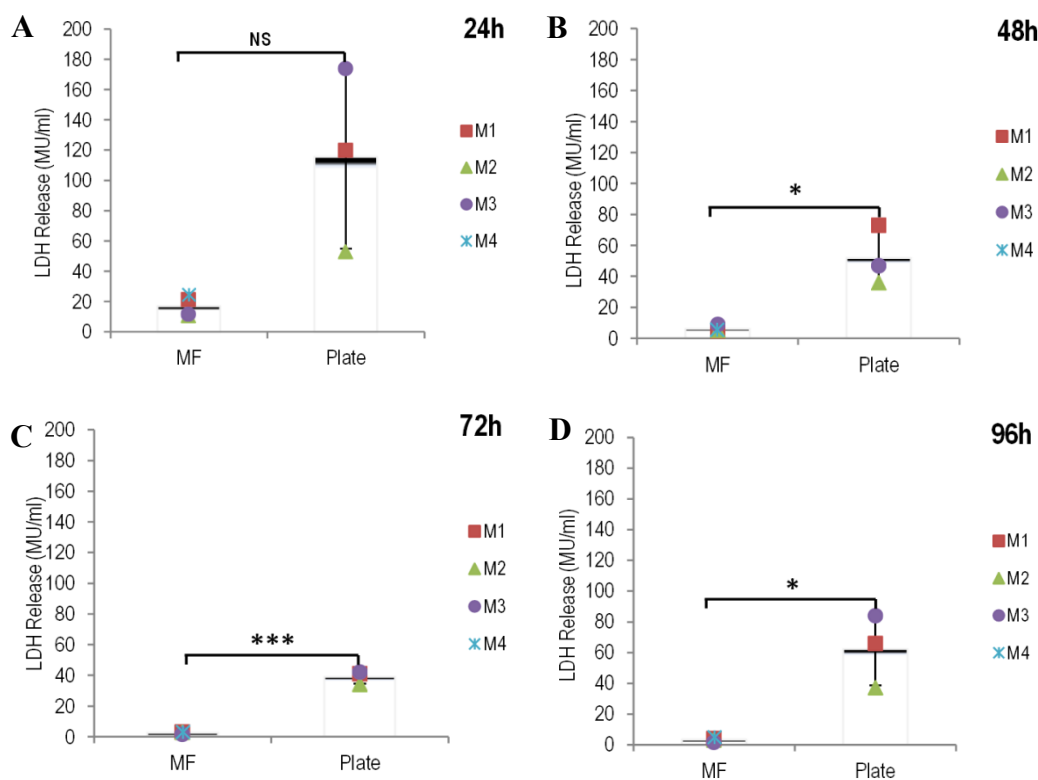 A
24h
LDH Release (MU/ml)
200
180
160
140
120
100
80
60
40
20
0
NS
MF
Plate
M1
M2
M3
M4
B
48h
LDH Release (MU/ml)
200
180
160
140
120
100
80
60
40
20
0
*
MF
Plate
M1
M2
M3
M4
C
72h
LDH Release (MU/ml)
200
180
160
140
120
100
80
60
40
20
0
***
MF
Plate
M1
M2
M3
M4
D
96h
LDH Release (MU/ml)
200
180
160
140
120
100
80
60
40
20
0
*
MF
Plate
M1
M2
M3
M4